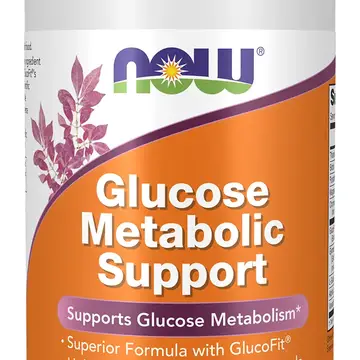 NOW®
Glucose
Metabolic
Support
Supports Glucose Metabolism*
• Superior Formula with GlucoFit®